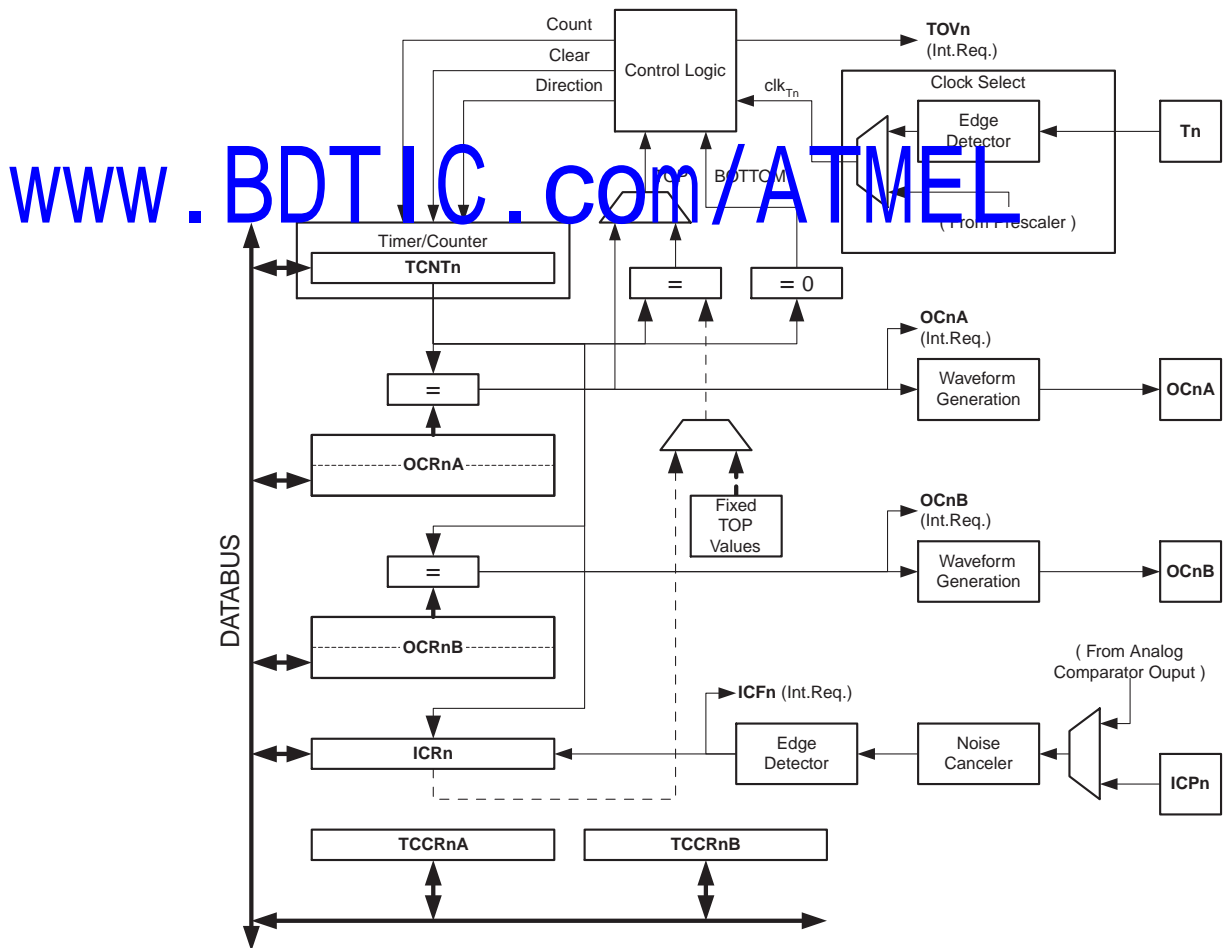 Count
TOVn
(Int.Req.)
Clear
Control Logic
Direction
clkTn
Clock Select
Edge
Detector
Tn
TOP
BOTTOM
www.BDTIC.com/ATMEL
( From Prescaler )
Timer/Counter
TCNTn
=
= 0
OCnA
(Int.Req.)
=
Waveform
Generation
OCnA
OCRnA
Fixed
TOP
Values
OCnB
(Int.Req.)
=
Waveform
Generation
OCnB
DATABUS
OCRnB
( From Analog
Comparator Ouput )
ICFn (Int.Req.)
ICRn
Edge
Detector
Noise
Canceler
ICPn
TCCRnA
TCCRnB